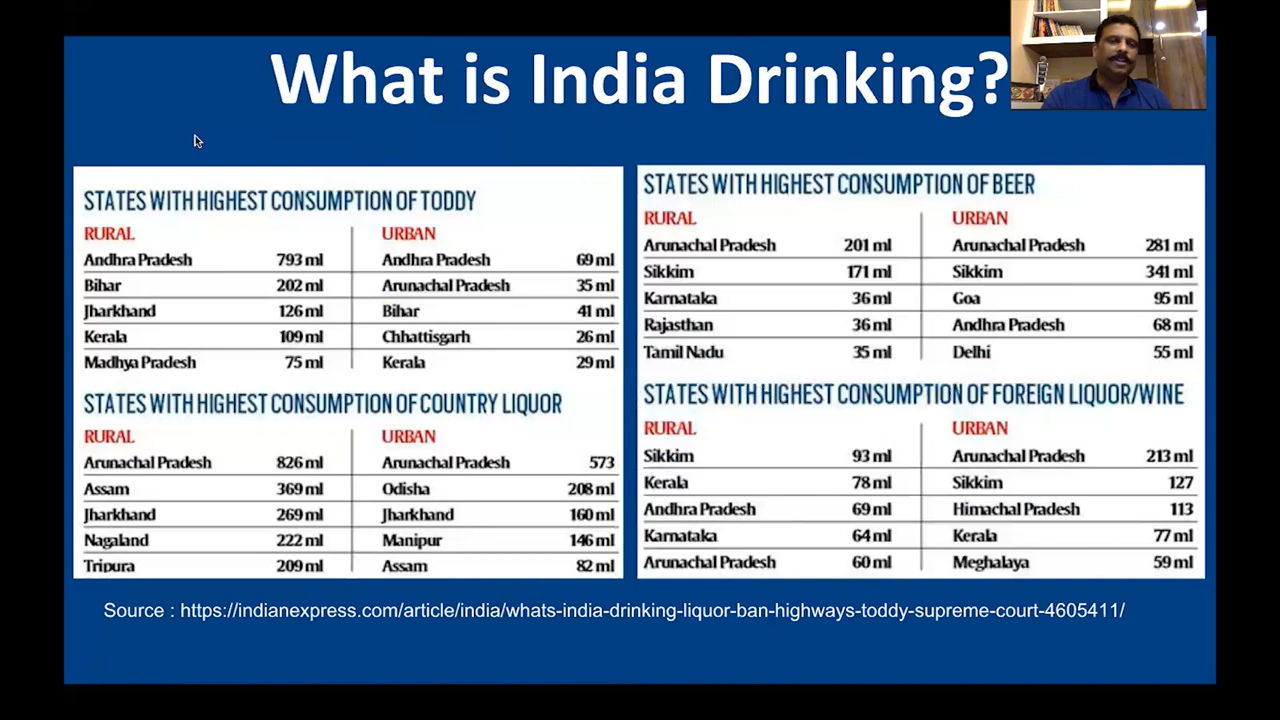 What is India Drinking?
STATES WITH HIGHEST CONSUMPTION OF TODDY
RURAL URBAN
Andhra Pradesh 793 ml Andhra Pradesh 69 ml
Bihar 202 ml Arunachal Pradesh 35 ml
Jharkhand 126 ml Bihar 41 ml
Kerala 109 ml Chhattisgarh 26 ml
Madhya Pradesh 75 ml Kerala 29 ml
STATES WITH HIGHEST CONSUMPTION OF COUNTRY LIQUOR
RURAL URBAN
Arunachal Pradesh 826 ml Arunachal Pradesh 573
Assam 369 ml Odisha 208 ml
Jharkhand 269 ml Jharkhand 160 ml
Nagaland 222 ml Manipur 146 ml
Tripura 209 ml Assam 82 ml
STATES WITH HIGHEST CONSUMPTION OF BEER
RURAL URBAN
Arunachal Pradesh 201 ml Arunachal Pradesh 281 ml
Sikkim 171 ml Sikkim 341 ml
Karnataka 36 ml Goa 95 ml
Rajasthan 36 ml Andhra Pradesh 68 ml
Tamil Nadu 35 ml Delhi 55 ml
STATES WITH HIGHEST CONSUMPTION OF FOREIGN LIQUOR/WINE
RURAL URBAN
Sikkim 93 ml Arunachal Pradesh 213 ml
Kerala 78 ml Sikkim 127
Andhra Pradesh 69 ml Himachal Pradesh 113
Karnataka 64 ml Kerala 77 ml
Arunachal Pradesh 60 ml Meghalaya 59 ml
Source : https://indianexpress.com/article/india/whats-india-drinking-liquor-ban-highways-toddy-supreme-court-4605411/